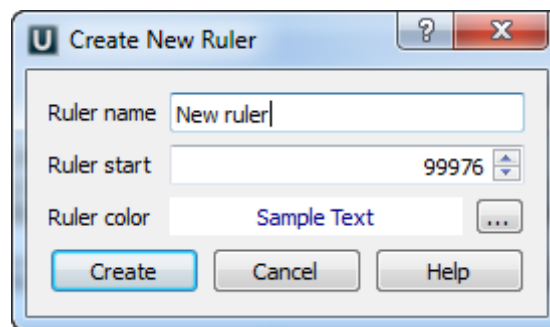 U Create New Ruler ? X
Ruler name New ruler
Ruler start 99976
Ruler color Sample Text ...
Create Cancel Help